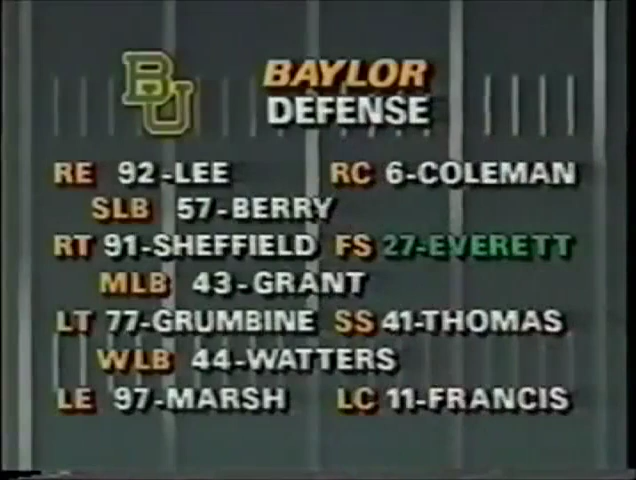 BU BAYLOR
DEFENSE
RE 92-LEE RC 6-COLEMAN
SLB 57-BERRY
RT 91-SHEFFIELD FS 27-EVERETT
MLB 43-GRANT
LT 77-GRUMBINE SS 41-THOMAS
WLB 44-WATTERS
LE 97-MARSH LC 11-FRANCIS